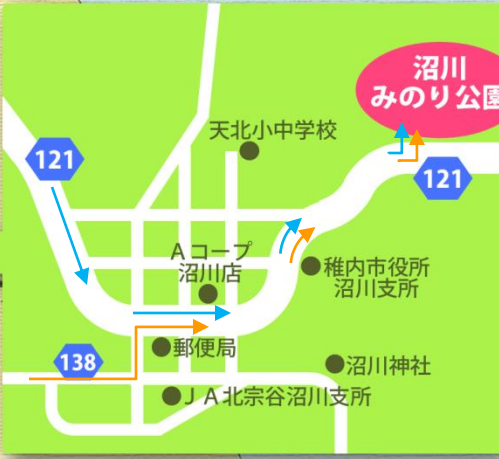 沼川
みのり公園
天北小中学校
121
121
Ａコープ
沼川店
稚内市役所
沼川支所
138
郵便局
沼川神社
ＪＡ北宗谷沼川支所